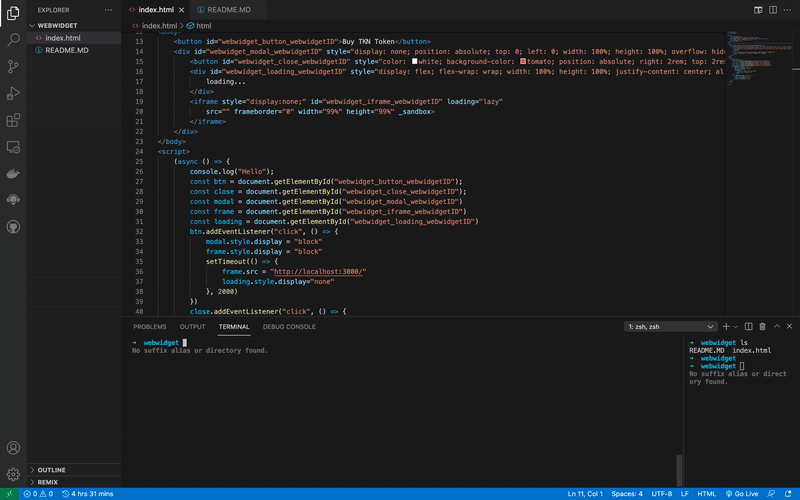 EXPLORER
WEBWIDGET
index.html
README.MD
OUTLINE
REMIX
index.html
README.MD
index.html > html
13 <button id="webwidget_button_webwidgetID">Buy TKN Token</button>
14 <div id="webwidget_modal_webwidgetID" style="display: none; position: absolute; top: 0; left: 0; width: 100%; height: 100%; overflow: hid
15 <button id="webwidget_close_webwidgetID" style="color: white; background-color: tomato; position: absolute; right: 2rem; top: 2rem
16 <div id="webwidget_loading_webwidgetID" style="display: flex; flex-wrap: wrap; width: 100%; height: 100%; justify-content: center; ali
17 loading...
18 </div>
19 <iframe style="display:none;" id="webwidget_iframe_webwidgetID" loading="lazy"
20 src="" frameborder="0" width="99%" height="99%" _sandbox>
21 </iframe>
22 </div>
23 </body>
24 <script>
25 (async () => {
26 console.log("Hello");
27 const btn = document.getElementById("webwidget_button_webwidgetID");
28 const close = document.getElementById("webwidget_close_webwidgetID");
29 const modal = document.getElementById("webwidget_modal_webwidgetID")
30 const frame = document.getElementById("webwidget_iframe_webwidgetID")
31 const loading = document.getElementById("webwidget_loading_webwidgetID")
32 btn.addEventListener("click", () => {
33 modal.style.display = "block"
34 frame.style.display = "block"
35 setTimeout(() => {
36 frame.src = "http://localhost:3000/"
37 loading.style.display="none"
38 }, 2000)
39 })
40 close.addEventListener("click", () => {
PROBLEMS OUTPUT TERMINAL DEBUG CONSOLE
1: zsh, zsh
→ webwidget
No suffix alias or directory found.
→ webwidget ls
README.MD index.html
→ webwidget
→ webwidget
No suffix alias or direct
ory found.
0 0 4 hrs 31 mins
Ln 11, Col 1 Spaces: 4 UTF-8 LF HTML Go Live